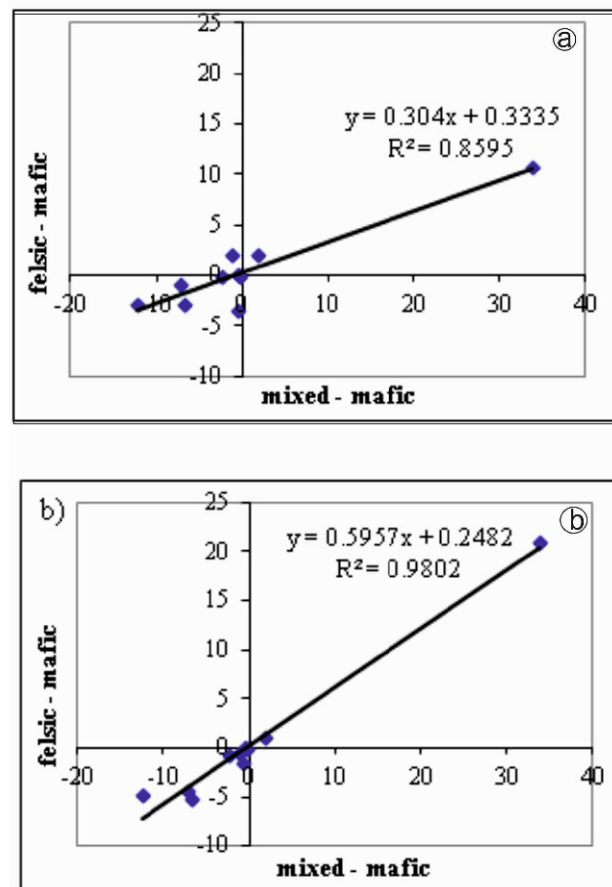 25
ⓐ
20
15
y = 0.304x + 0.3335
R² = 0.8595
10
5
0
-20 -10 0 10 20 30 40
-5
-10
felsic - mafic
mixed - mafic
b)
25
ⓑ
20
y = 0.5957x + 0.2482
R² = 0.9802
15
10
5
0
-20 -10 0 10 20 30 40
-5
-10
felsic - mafic
mixed - mafic